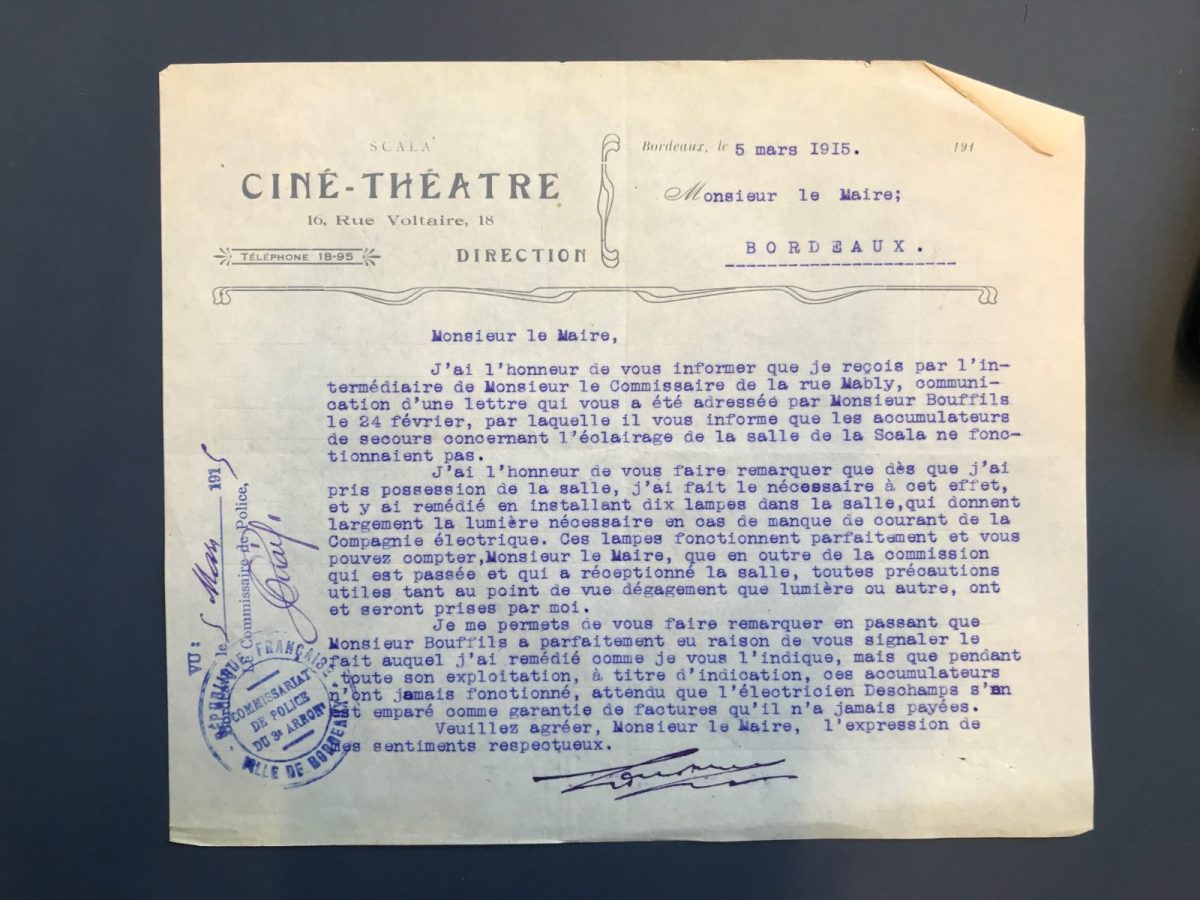 SCALA
CINÉ-THÉATRE
16, Rue Voltaire, 18
TÉLÉPHONE 18-95
DIRECTION
Bordeaux, le 5 mars 1915. 191
Monsieur le Maire;
BORDEAUX.
Monsieur le Maire,
J'ai l'honneur de vous informer que je reçois par l'in-
termédiaire de Monsieur le Commissaire de la rue Mably, communi-
cation d'une lettre qui vous a été adressée par Monsieur Bouffils
le 24 février, par laquelle il vous informe que les accumulateurs
de secours concernant l'éclairage de la salle de la Scala ne fonc-
tionnaient pas.
J'ai l'honneur de vous faire remarquer que dès que j'ai
pris possession de la salle, j'ai fait le nécessaire à cet effet,
et y ai remédié en installant dix lampes dans la salle,qui donnent
largement la lumière nécessaire en cas de manque de courant de la
Compagnie électrique. Ces lampes fonctionnent parfaitement et vous
pouvez compter,Monsieur le Maire, que en outre de la commission
qui est passée et qui a réceptionné la salle, toutes précautions
utiles tant au point de vue dégagement que lumière ou autre, ont
et seront prises par moi.
Je me permets de vous faire remarquer en passant que
Monsieur Bouffils a parfaitement eu raison de vous signaler le
fait auquel j'ai remédié comme je vous l'indique, mais que pendant
toute son exploitation, à titre d'indication, ces accumulateurs
n'ont jamais fonctionné, attendu que l'électricien Deschamps s'en
est emparé comme garantie de factures qu'il n'a jamais payées.
Veuillez agréer, Monsieur le Maire, l'expression de
mes sentiments respectueux.
VU:
Bordeaux, le 5 Mars 1915
Le Commissaire de Police,
RÉPUBLIQUE FRANÇAISE
COMMISSARIAT
DE POLICE
DU 3e ARRONDt
VILLE DE BORDEAUX